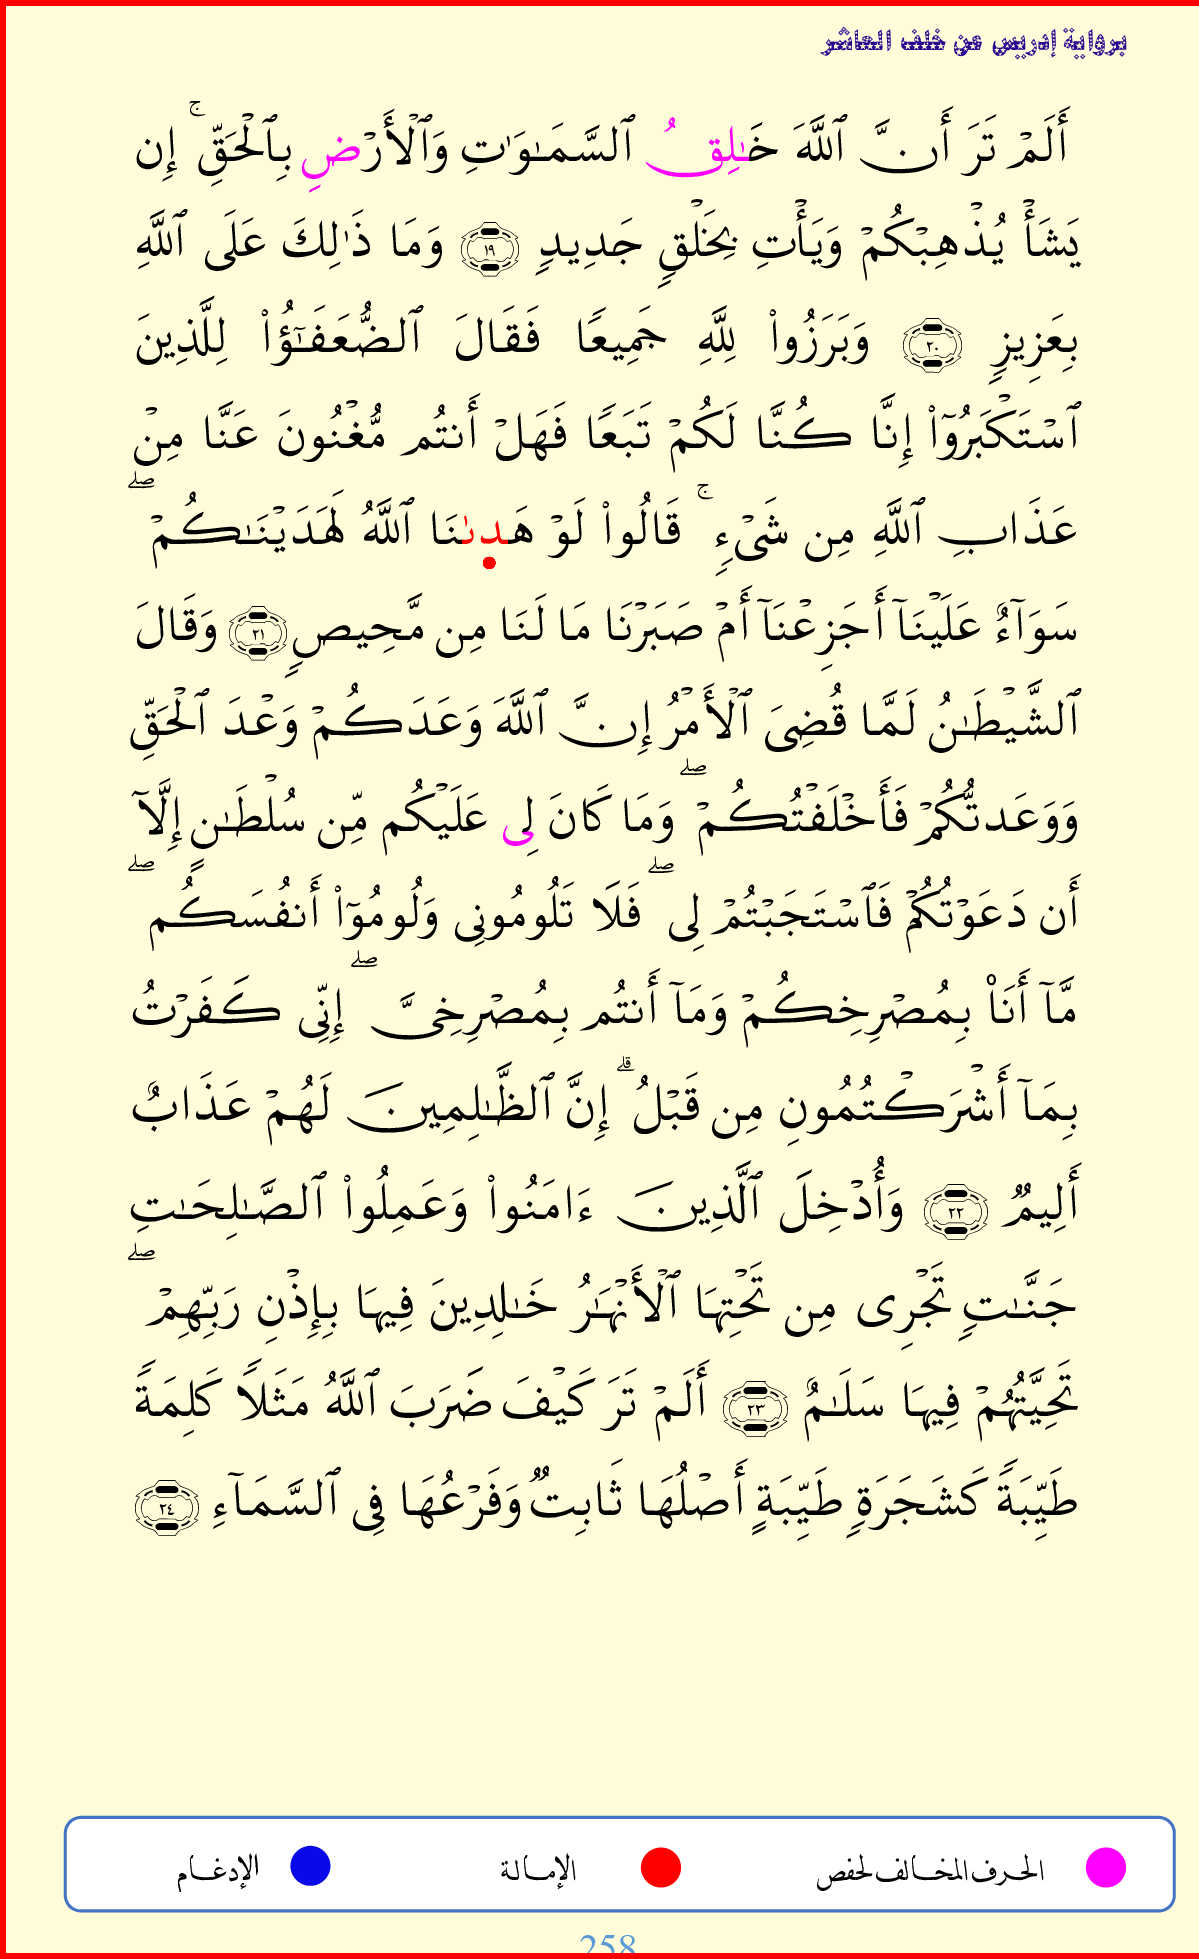 برواية إدريس عن خلف العاشر
أَلَمۡ تَرَ أَنَّ ٱللَّهَ خَـٰلِقُ ٱلسَّمَـٰوَٰتِ وَٱلۡأَرۡضِ بِٱلۡحَقِّۚ إِن
يَشَأۡ يُذۡهِبۡكُمۡ وَيَأۡتِ بِخَلۡقٍ جَدِيدٍ ١٩ وَمَا ذَٰلِكَ عَلَى ٱللَّهِ
بِعَزِيزٍ ٢٠ وَبَرَزُواْ لِلَّهِ جَمِيعًا فَقَالَ ٱلضُّعَفَـٰٓؤُاْ لِلَّذِينَ
ٱسۡتَكۡبَرُوٓاْ إِنَّا كُنَّا لَكُمۡ تَبَعًا فَهَلۡ أَنتُم مُّغۡنُونَ عَنَّا مِنۡ
عَذَابِ ٱللَّهِ مِن شَىۡءٍۚ قَالُواْ لَوۡ هَدِىٰنَا ٱللَّهُ لَهَدَيۡنَـٰكُمۡۖ
سَوَآءٌ عَلَيۡنَآ أَجَزِعۡنَآ أَمۡ صَبَرۡنَا مَا لَنَا مِن مَّحِيصٍ ٢١ وَقَالَ
ٱلشَّيۡطَـٰنُ لَمَّا قُضِىَ ٱلۡأَمۡرُ إِنَّ ٱللَّهَ وَعَدَكُمۡ وَعۡدَ ٱلۡحَقِّ
وَوَعَدتُّكُمۡ فَأَخۡلَفۡتُكُمۡۖ وَمَا كَانَ لِى عَلَيۡكُم مِّن سُلۡطَـٰنٍ إِلَّآ
أَن دَعَوۡتُكُمۡ فَٱسۡتَجَبۡتُمۡ لِىۖ فَلَا تَلُومُونِى وَلُومُوٓاْ أَنفُسَكُمۖ
مَّآ أَنَا۠ بِمُصۡرِخِكُمۡ وَمَآ أَنتُم بِمُصۡرِخِىَّۖ إِنِّى كَفَرۡتُ
بِمَآ أَشۡرَكۡتُمُونِ مِن قَبۡلُۗ إِنَّ ٱلظَّـٰلِمِينَ لَهُمۡ عَذَابٌ
أَلِيمٌ ٢٢ وَأُدۡخِلَ ٱلَّذِينَ ءَامَنُواْ وَعَمِلُواْ ٱلصَّـٰلِحَـٰتِ
جَنَّـٰتٍ تَجۡرِى مِن تَحۡتِهَا ٱلۡأَنۡهَـٰرُ خَـٰلِدِينَ فِيهَا بِإِذۡنِ رَبِّهِمۡۖ
تَحِيَّتُهُمۡ فِيهَا سَلَـٰمٌ ٢٣ أَلَمۡ تَرَ كَيۡفَ ضَرَبَ ٱللَّهُ مَثَلًا كَلِمَةً
طَيِّبَةً كَشَجَرَةٍ طَيِّبَةٍ أَصۡلُهَا ثَابِتٌ وَفَرۡعُهَا فِى ٱلسَّمَآءِ ٢٤
الحرف المخالف لحفص الإمالة الإدغام
258